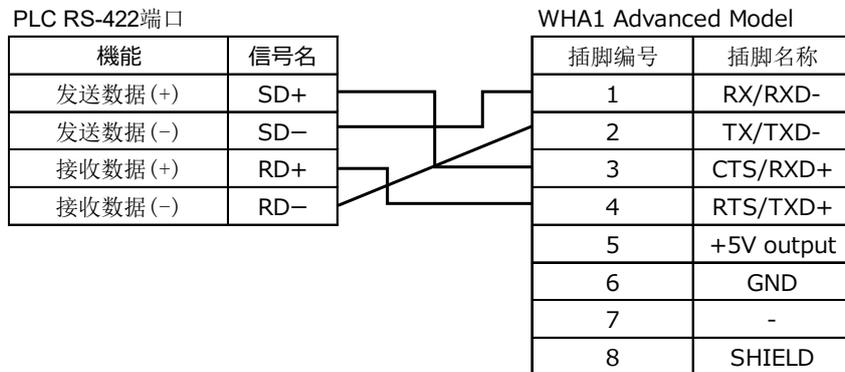 PLC RS-422端口
WHA1 Advanced Model
機能 信号名
发送数据(+) SD+
发送数据(−) SD−
接收数据(+) RD+
接收数据(−) RD−
插脚编号 插脚名称
1 RX/RXD-
2 TX/TXD-
3 CTS/RXD+
4 RTS/TXD+
5 +5V output
6 GND
7 -
8 SHIELD